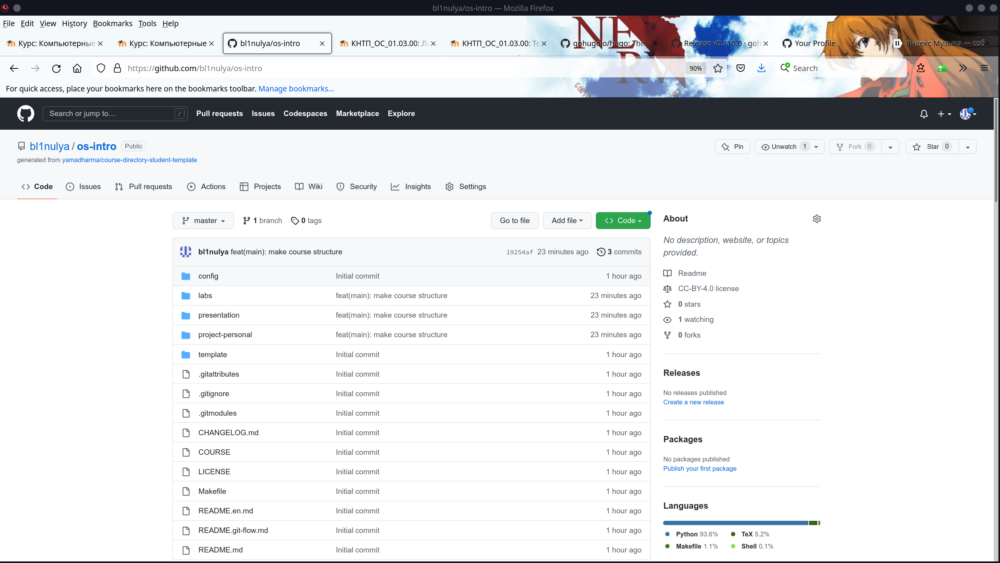 bl1nulya/os-intro — Mozilla Firefox
File Edit View History Bookmarks Tools Help
Курс: Компьютерные
Курс: Компьютерные
bl1nulya/os-intro
КНТП_ОС_01.03.00: Ла
КНТП_ОС_01.03.00: Те
gohugoio/hugo: The w
Release v0.110.0 · goh
Your Profile
Яндекс Музыка — соб
NERV
https://github.com/bl1nulya/os-intro
90%
Search
For quick access, place your bookmarks here on the bookmarks toolbar. Manage bookmarks...
Search or jump to… /
Pull requests Issues Codespaces Marketplace Explore
bl1nulya / os-intro Public
Pin
Unwatch 1
Fork 0
Star 0
generated from yamadharma/course-directory-student-template
Code Issues Pull requests Actions Projects Wiki Security Insights Settings
master 1 branch 0 tags
Go to file Add file Code
bl1nulya feat(main): make course structure 19254af 23 minutes ago 3 commits
config Initial commit 1 hour ago
labs feat(main): make course structure 23 minutes ago
presentation feat(main): make course structure 23 minutes ago
project-personal feat(main): make course structure 23 minutes ago
template Initial commit 1 hour ago
.gitattributes Initial commit 1 hour ago
.gitignore Initial commit 1 hour ago
.gitmodules Initial commit 1 hour ago
CHANGELOG.md Initial commit 1 hour ago
COURSE Initial commit 1 hour ago
LICENSE Initial commit 1 hour ago
Makefile Initial commit 1 hour ago
README.en.md Initial commit 1 hour ago
README.git-flow.md Initial commit 1 hour ago
README.md Initial commit 1 hour ago
About
No description, website, or topics
provided.
Readme
CC-BY-4.0 license
0 stars
1 watching
0 forks
Releases
No releases published
Create a new release
Packages
No packages published
Publish your first package
Languages
Python 93.6% TeX 5.2%
Makefile 1.1% Shell 0.1%